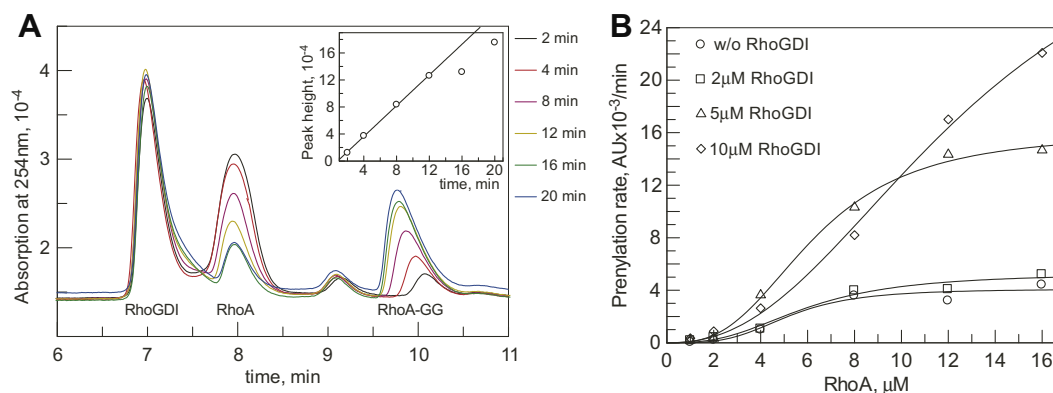 A
Absorption at 254nm, 10-4
4
3
2
RhoGDI
RhoA
RhoA-GG
6
7
8
9
10
11
time, min
Peak height, 10-4
16
12
8
4
0
0
4
8
12
16
20
time, min
2 min
4 min
8 min
12 min
16 min
20 min
B
Prenylation rate, AUx10-3/min
24
20
16
12
8
4
0
w/o RhoGDI
2μM RhoGDI
5μM RhoGDI
10μM RhoGDI
0
2
4
6
8
10
12
14
16
RhoA, μM